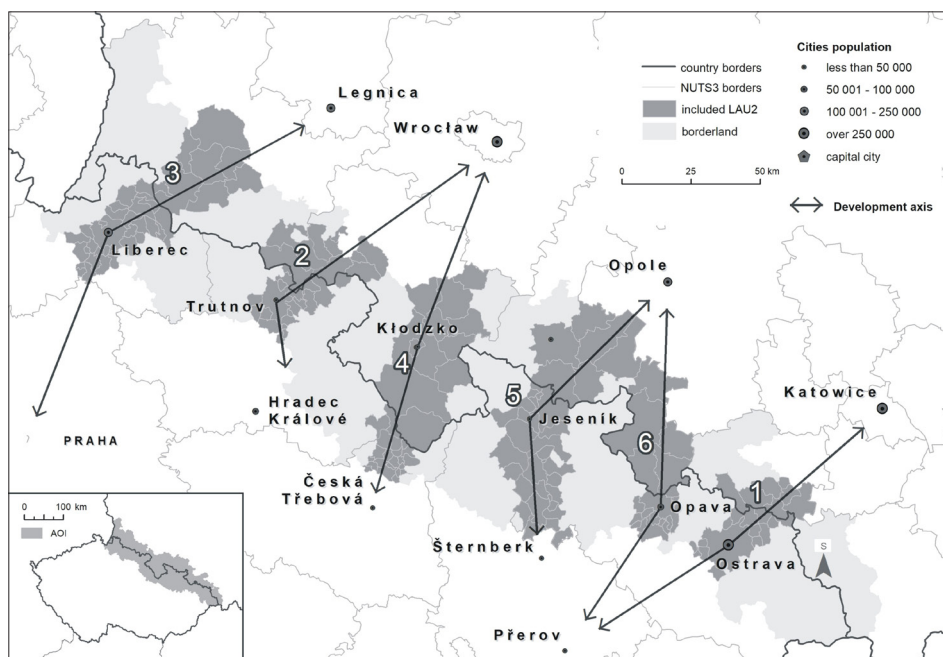 Cities population
less than 50 000
50 001 - 100 000
100 001 - 250 000
over 250 000
capital city
country borders
NUTS3 borders
included LAU2
borderland
0 25 50 km
Development axis
Legnica
Wrocław
3
Liberec
2
Trutnov
Opole
Kłodzko
4
5
Jeseník
Katowice
Hradec
Králové
PRAHA
6
1
Česká
Třebová
Opava
Šternberk
Ostrava
S
Přerov
0 100 km
AOI